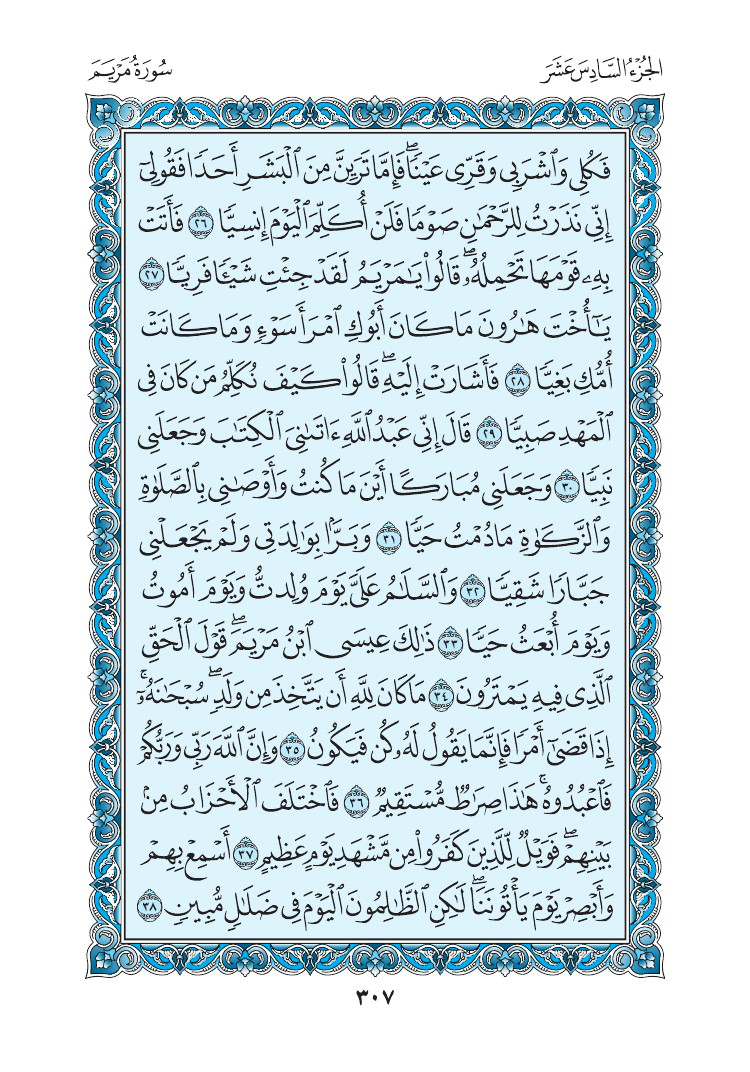 الجُزْءُ السَّادِسَ عَشَرَ
سُورَةُ مَرْيَمَ
فَكُلِي وَٱشْرَبِي وَقَرِّي عَيْنٗاۖ فَإِمَّا تَرَيِنَّ مِنَ ٱلْبَشَرِ أَحَدٗا فَقُولِيٓ
إِنِّي نَذَرْتُ لِلرَّحْمَٰنِ صَوْمٗا فَلَنْ أُكَلِّمَ ٱلْيَوْمَ إِنسِيّٗا ٢٦ فَأَتَتْ
بِهِۦ قَوْمَهَا تَحْمِلُهُۥۖ قَالُواْ يَٰمَرْيَمُ لَقَدْ جِئْتِ شَيْـٔٗا فَرِيّٗا ٢٧
يَٰٓأُخْتَ هَٰرُونَ مَا كَانَ أَبُوكِ ٱمْرَأَ سَوْءٖ وَمَا كَانَتْ
أُمُّكِ بَغِيّٗا ٢٨ فَأَشَارَتْ إِلَيْهِۖ قَالُواْ كَيْفَ نُكَلِّمُ مَن كَانَ فِي
ٱلْمَهْدِ صَبِيّٗا ٢٩ قَالَ إِنِّي عَبْدُ ٱللَّهِ ءَاتَىٰنِيَ ٱلْكِتَٰبَ وَجَعَلَنِي
نَبِيّٗا ٣٠ وَجَعَلَنِي مُبَارَكًا أَيْنَ مَا كُنتُ وَأَوْصَٰنِي بِٱلصَّلَوٰةِ
وَٱلزَّكَوٰةِ مَا دُمْتُ حَيّٗا ٣١ وَبَرَّۢا بِوَٰلِدَتِي وَلَمْ يَجْعَلْنِي
جَبَّارٗا شَقِيّٗا ٣٢ وَٱلسَّلَٰمُ عَلَيَّ يَوْمَ وُلِدتُّ وَيَوْمَ أَمُوتُ
وَيَوْمَ أُبْعَثُ حَيّٗا ٣٣ ذَٰلِكَ عِيسَى ٱبْنُ مَرْيَمَۖ قَوْلَ ٱلْحَقِّ
ٱلَّذِي فِيهِ يَمْتَرُونَ ٣٤ مَا كَانَ لِلَّهِ أَن يَتَّخِذَ مِن وَلَدٖۖ سُبْحَٰنَهُۥٓۚ
إِذَا قَضَىٰٓ أَمْرٗا فَإِنَّمَا يَقُولُ لَهُۥ كُن فَيَكُونُ ٣٥ وَإِنَّ ٱللَّهَ رَبِّي وَرَبُّكُمْ
فَٱعْبُدُوهُۚ هَٰذَا صِرَٰطٞ مُّسْتَقِيمٞ ٣٦ فَٱخْتَلَفَ ٱلْأَحْزَابُ مِنۢ
بَيْنِهِمْۖ فَوَيْلٞ لِّلَّذِينَ كَفَرُواْ مِن مَّشْهَدِ يَوْمٍ عَظِيمٍ ٣٧ أَسْمِعْ بِهِمْ
وَأَبْصِرْ يَوْمَ يَأْتُونَنَاۖ لَٰكِنِ ٱلظَّٰلِمُونَ ٱلْيَوْمَ فِي ضَلَٰلٖ مُّبِينٖ ٣٨
٣٠٧